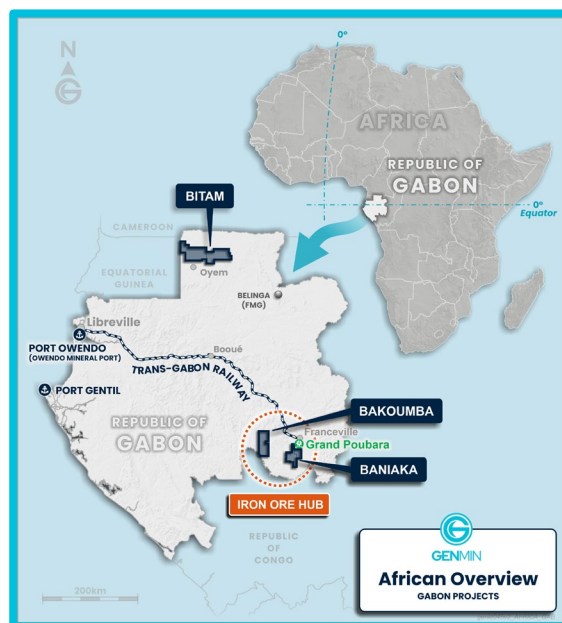 N
G
0°
AFRICA
REPUBLIC OF
GABON
0°
Equator
BITAM
CAMEROON
EQUATORIAL
GUINEA
Oyem
BELINGA
(FMG)
Libreville
PORT OWENDO
(OWENDO MINERAL PORT)
Booué
TRANS-GABON RAILWAY
PORT GENTIL
BAKOUMBA
REPUBLIC OF
GABON
Franceville
Grand Poubara
BANIAKA
IRON ORE HUB
REPUBLIC
OF
CONGO
GENMIN
African Overview
GABON PROJECTS
200km